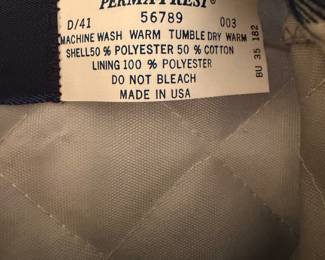 PERMA-PREST
D/41 56789 003
MACHINE WASH WARM TUMBLE DRY WARM
SHELL50 % POLYESTER 50 % COTTON
LINING 100 % POLYESTER
DO NOT BLEACH
MADE IN USA
BU 35 182